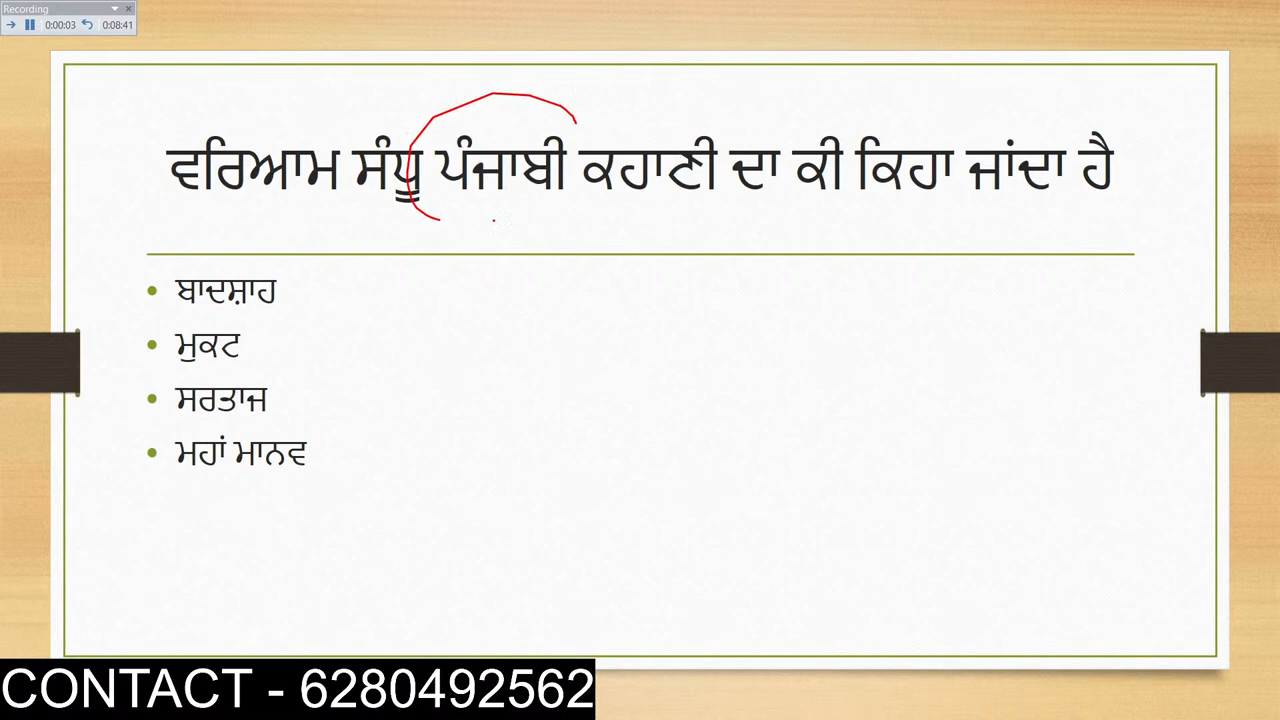 Recording
0:00:03 0:08:41
ਵਰਿਆਮ ਸੰਧੂ ਪੰਜਾਬੀ ਕਹਾਣੀ ਦਾ ਕੀ ਕਿਹਾ ਜਾਂਦਾ ਹੈ
• ਬਾਦਸ਼ਾਹ
• ਮੁਕਟ
• ਸਰਤਾਜ
• ਮਹਾਂ ਮਾਨਵ
CONTACT - 6280492562